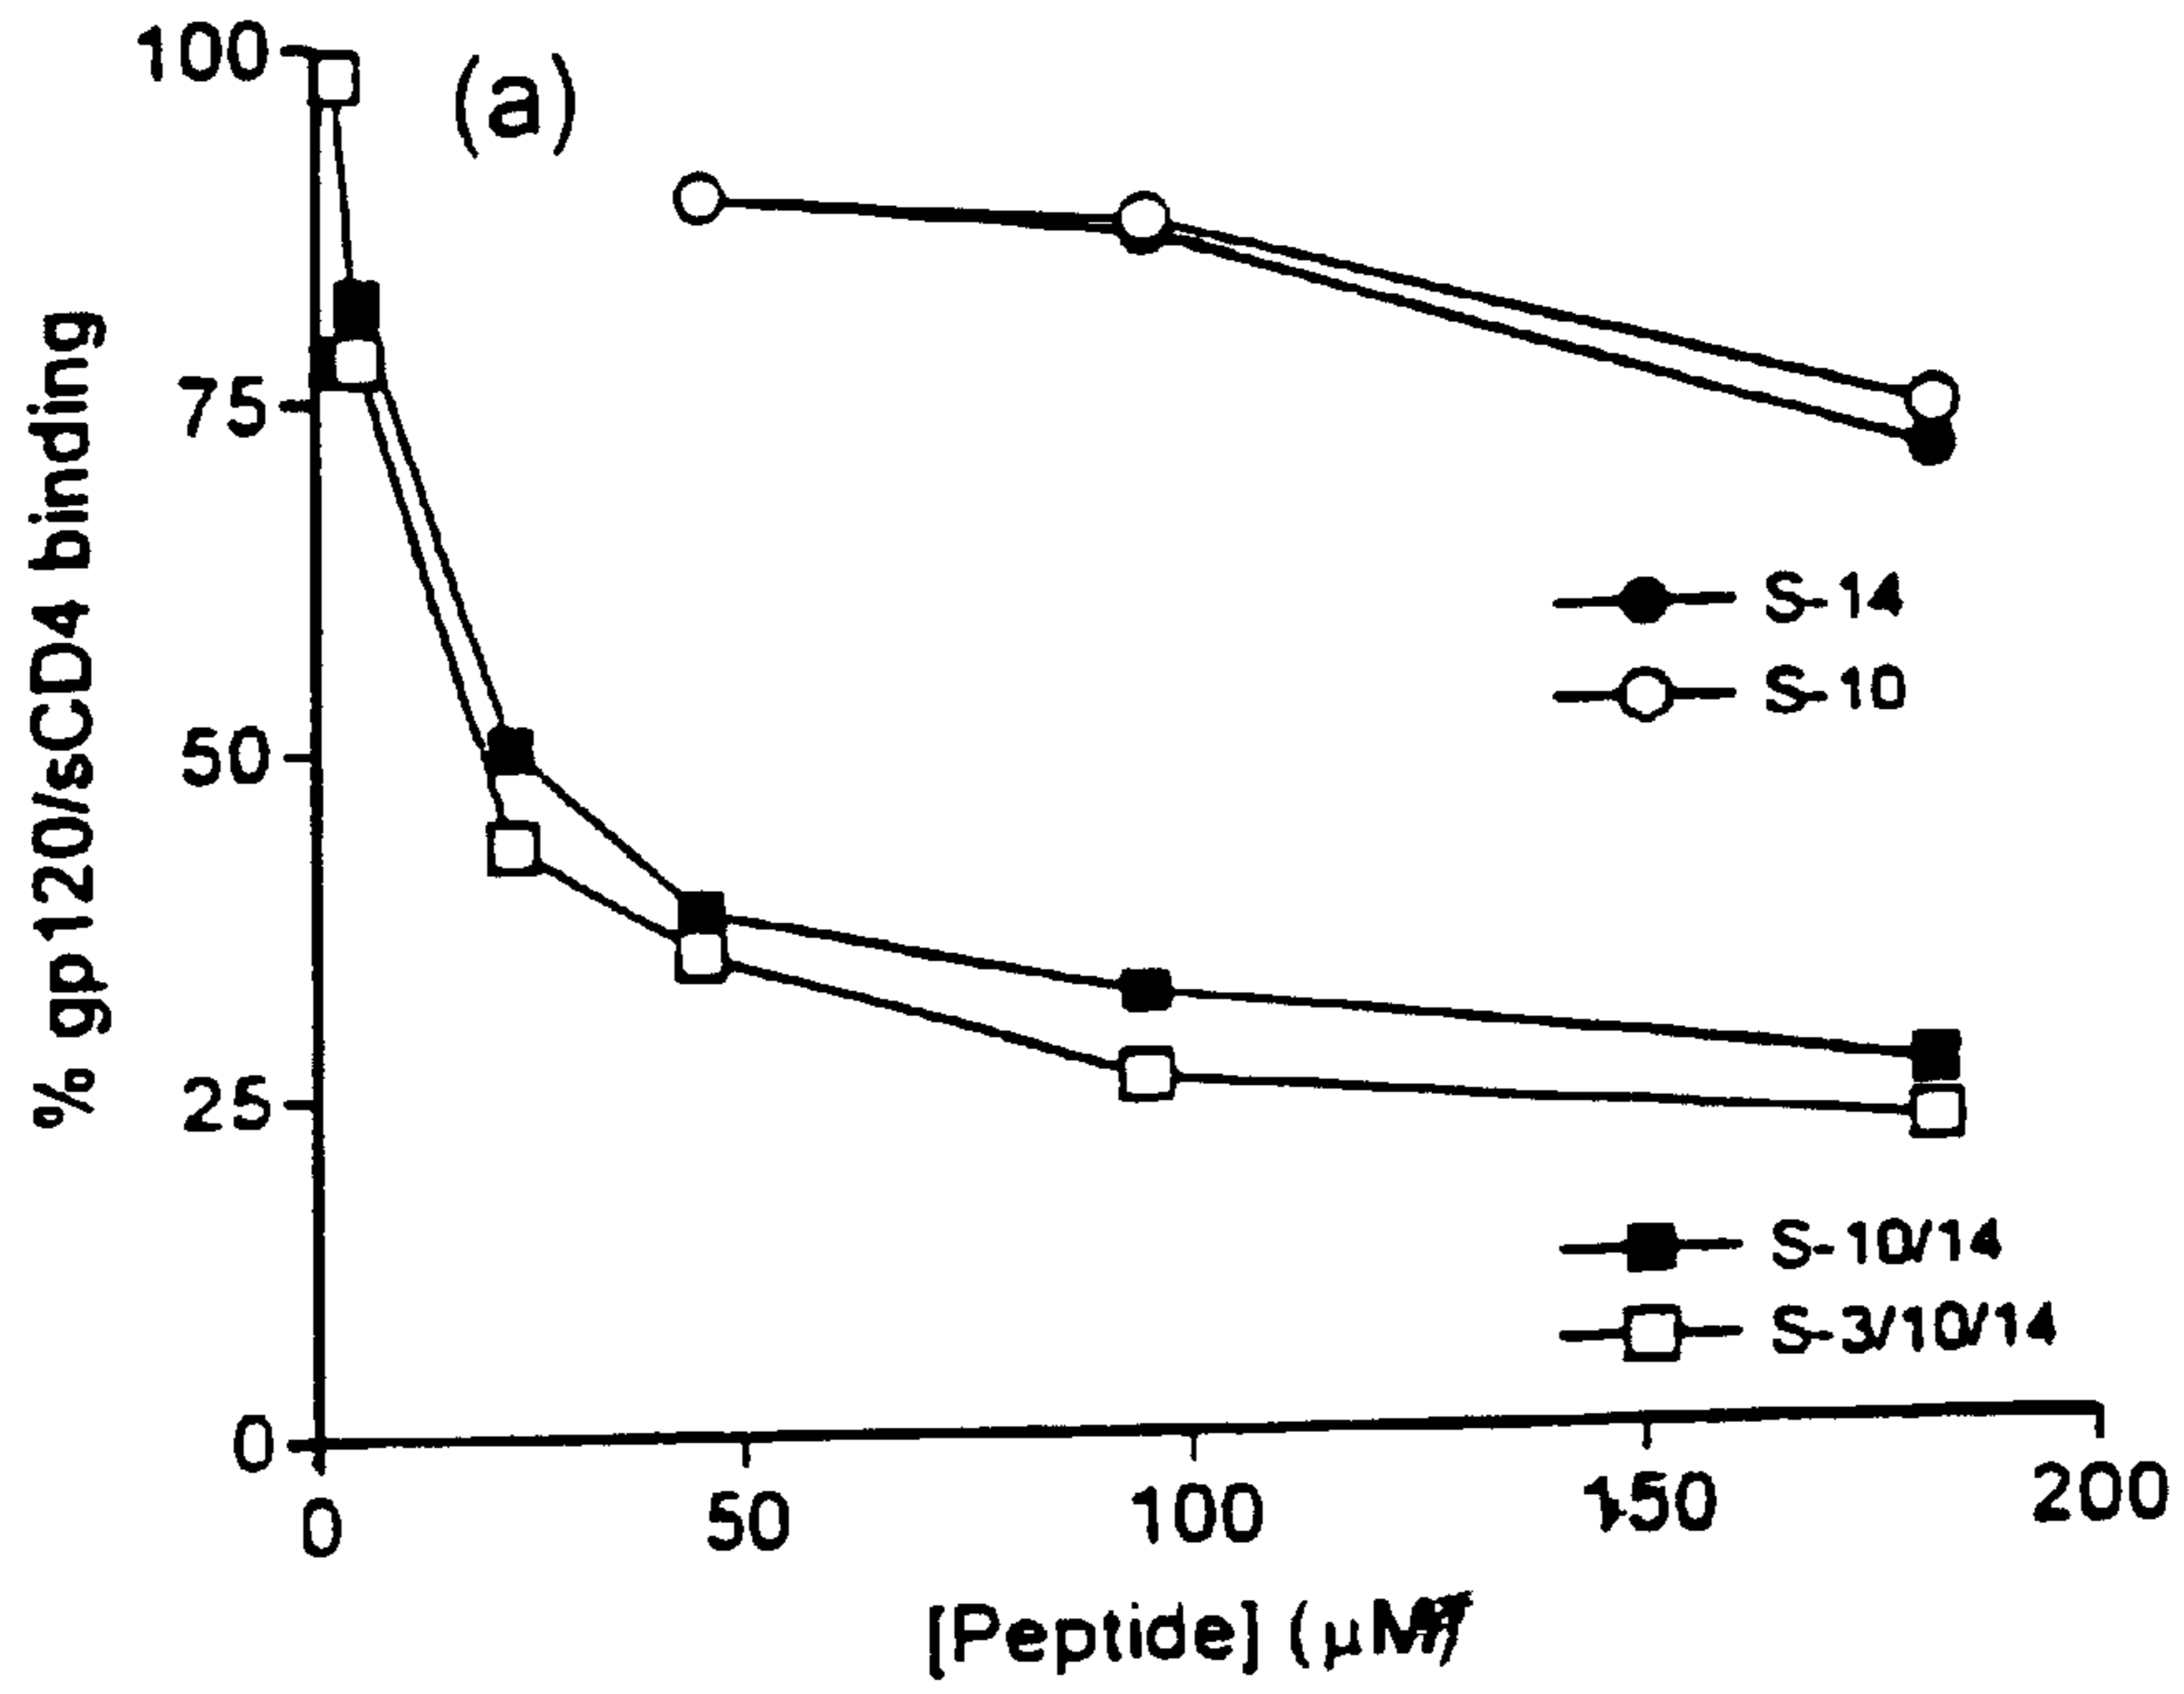 (a)
% gp120/sCD4 binding
100
75
50
25
0
S-14
S-10
S-10/14
S-3/10/14
0 50 100 150 200
[Peptide] (μM)